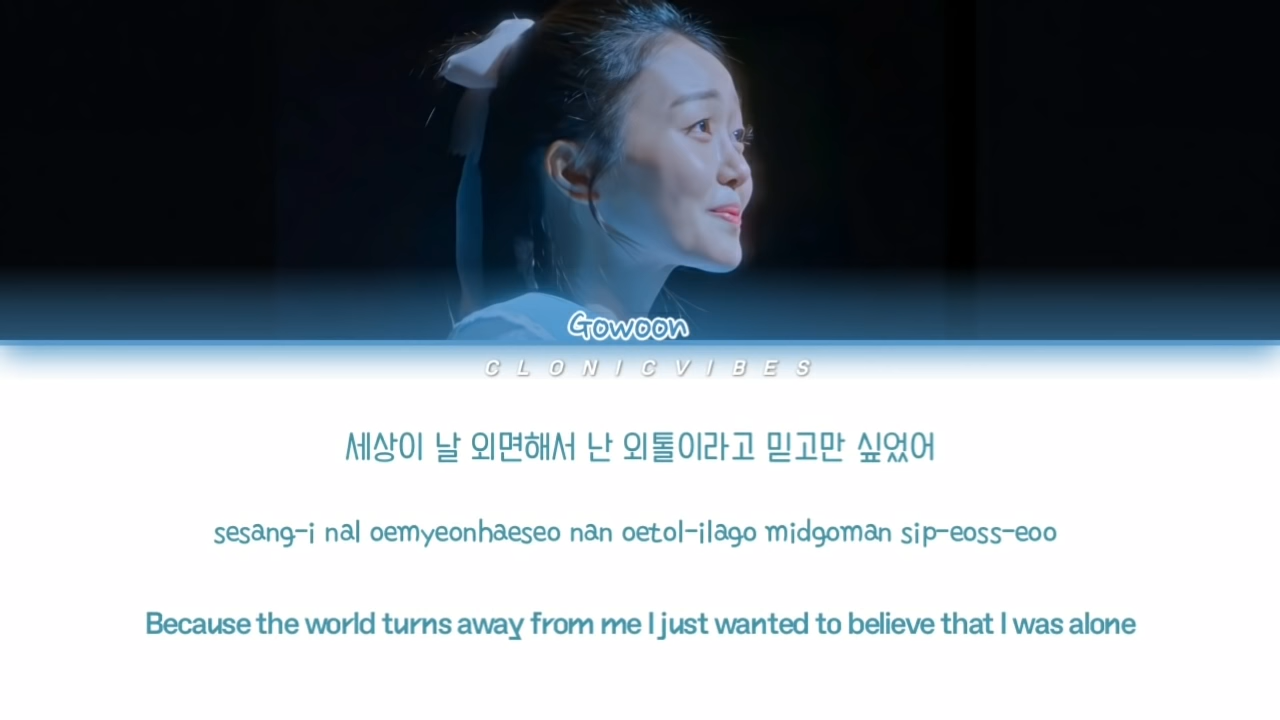 Gowoon
CLONICVIBES
세상이 날 외면해서 난 외톨이라고 믿고만 싶었어
sesang-i nal oemyeonhaeseo nan oetol-ilago midgoman sip-eoss-eoo
Because the world turns away from me I just wanted to believe that I was alone